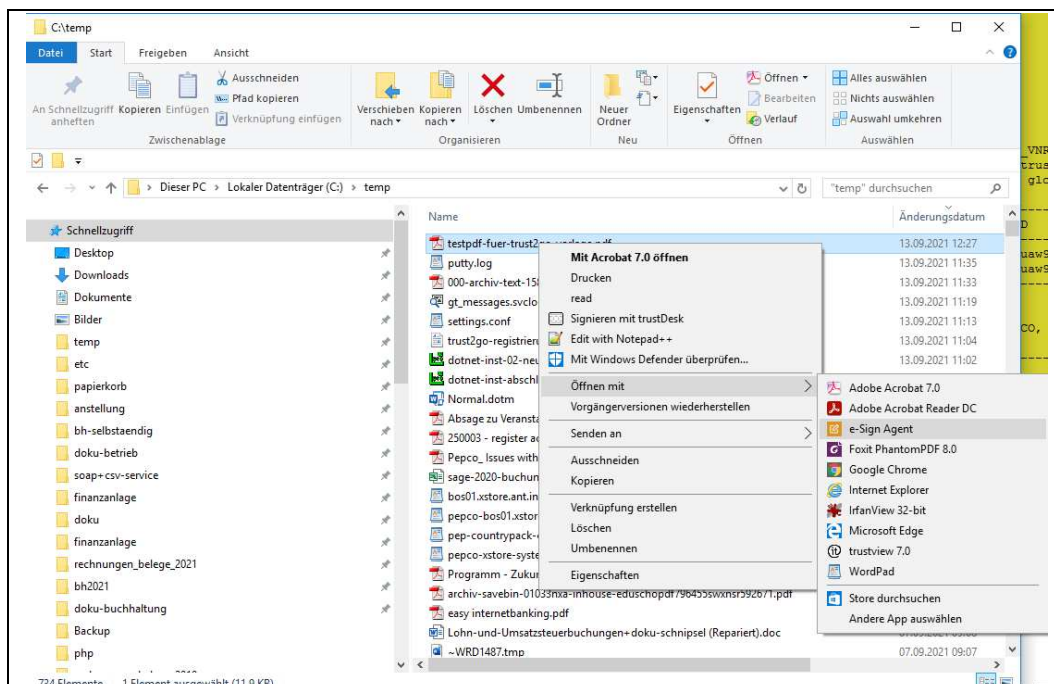 C:\temp
Datei Start Freigeben Ansicht
An Schnellzugriff anheften
Kopieren
Einfügen
Ausschneiden
Pfad kopieren
Verknüpfung einfügen
Zwischenablage
Verschieben nach
Kopieren nach
Löschen
Umbenennen
Organisieren
Neuer Ordner
Neu
Eigenschaften
Öffnen
Bearbeiten
Verlauf
Öffnen
Alles auswählen
Nichts auswählen
Auswahl umkehren
Auswählen
Dieser PC > Lokaler Datenträger (C:) > temp
"temp" durchsuchen
Schnellzugriff
Desktop
Downloads
Dokumente
Bilder
temp
etc
papierkorb
anstellung
bh-selbstaendig
doku-betrieb
soap+csv-service
finanzanlage
doku
finanzanlage
rechnungen_belege_2021
bh2021
doku-buchhaltung
Backup
php
Name Änderungsdatum
testpdf-fuer-trust2go-vorlage.pdf 13.09.2021 12:27
putty.log 13.09.2021 11:35
000-archiv-text-15 13.09.2021 11:33
gt_messages.svclo 13.09.2021 11:19
settings.conf 13.09.2021 11:13
trust2go-registrieru 13.09.2021 11:04
dotnet-inst-02-neu 13.09.2021 11:02
dotnet-inst-abschl
Normal.dotm
Absage zu Veransta
250003 - register ac
Pepco_ Issues with
sage-2020-buchun
bos01.xstore.ant.in
pepco-bos01.xstor
pep-countrypack-
pepco-xstore-syste
Programm - Zukun
archiv-savebin-01033nxa-inhouse-eduschopdf796455swxnsr592671.pdf
easy internetbanking.pdf
Lohn-und-Umsatzsteuerbuchungen+doku-schnipsel (Repariert).doc
~WRD1487.tmp 07.09.2021 09:07
Mit Acrobat 7.0 öffnen
Drucken
read
Signieren mit trustDesk
Edit with Notepad++
Mit Windows Defender überprüfen...
Öffnen mit
Vorgängerversionen wiederherstellen
Senden an
Ausschneiden
Kopieren
Verknüpfung erstellen
Löschen
Umbenennen
Eigenschaften
Adobe Acrobat 7.0
Adobe Acrobat Reader DC
e-Sign Agent
Foxit PhantomPDF 8.0
Google Chrome
Internet Explorer
IrfanView 32-bit
Microsoft Edge
trustview 7.0
WordPad
Store durchsuchen
Andere App auswählen
734 Elemente 1 Element ausgewählt (11,9 KB)
_VNR
trus
glo
D
uaw9
uaw9
CO,